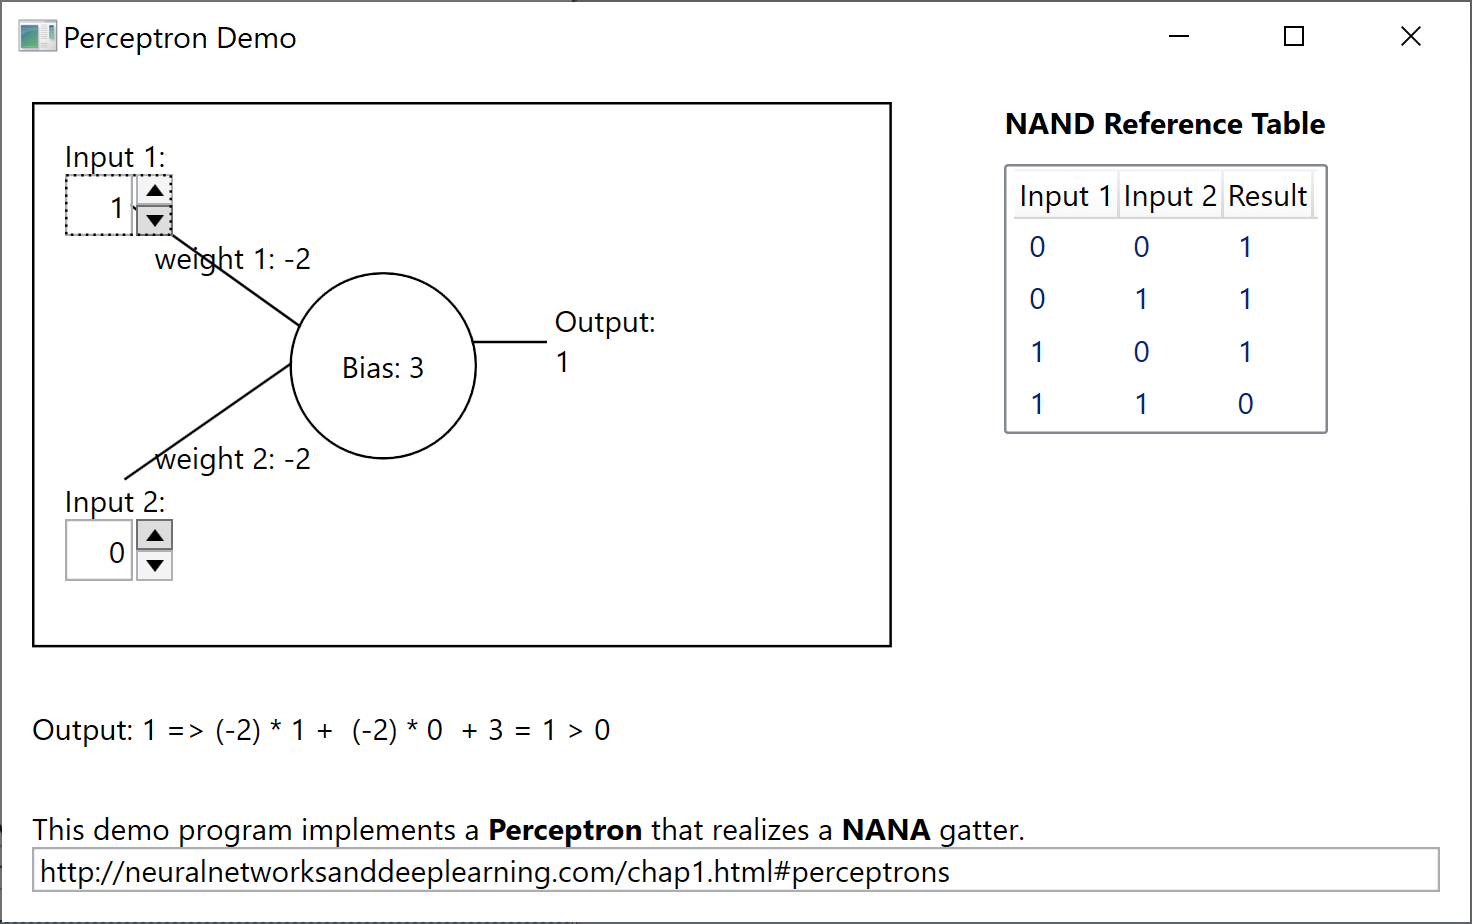 Perceptron Demo
Input 1:
1
weight 1: -2
Bias: 3
Output:
1
weight 2: -2
Input 2:
0
NAND Reference Table
Input 1 Input 2 Result
0 0 1
0 1 1
1 0 1
1 1 0
Output: 1 => (-2) * 1 + (-2) * 0 + 3 = 1 > 0
This demo program implements a Perceptron that realizes a NANA gatter.
http://neuralnetworksanddeeplearning.com/chap1.html#perceptrons